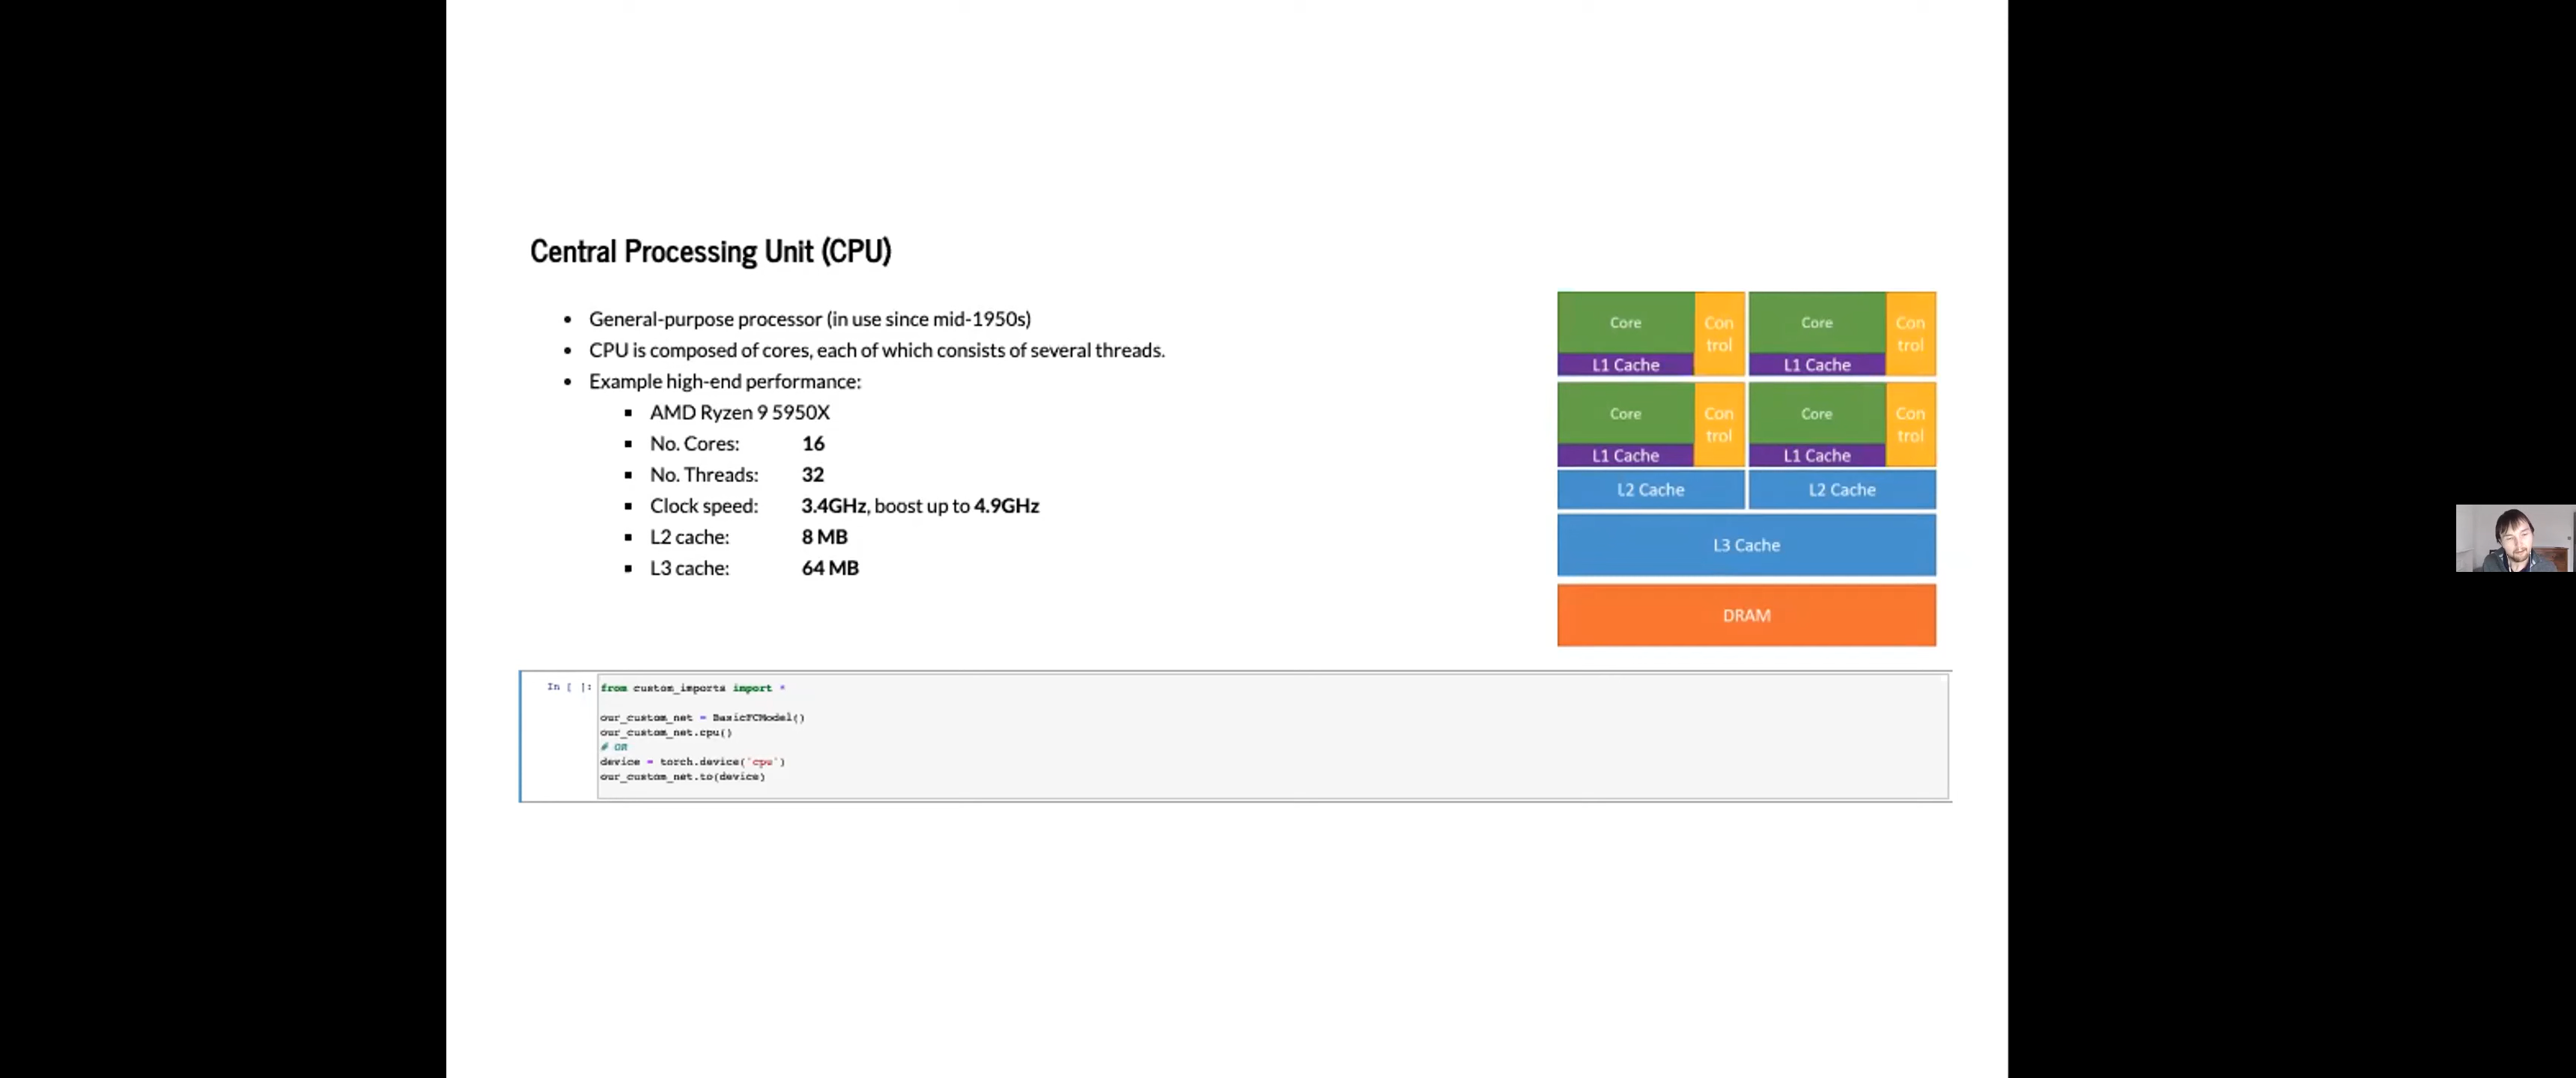 Central Processing Unit (CPU)
• General-purpose processor (in use since mid-1950s)
• CPU is composed of cores, each of which consists of several threads.
• Example high-end performance:
▪ AMD Ryzen 9 5950X
▪ No. Cores: 16
▪ No. Threads: 32
▪ Clock speed: 3.4GHz, boost up to 4.9GHz
▪ L2 cache: 8 MB
▪ L3 cache: 64 MB
Core
Con
trol
L1 Cache
Core
Con
trol
L1 Cache
Core
Con
trol
L1 Cache
Core
Con
trol
L1 Cache
L2 Cache
L2 Cache
L3 Cache
DRAM
In [ ]: from custom_imports import *
our_custom_net = BasicFCModel()
our_custom_net.cpu()
# OR
device = torch.device('cpu')
our_custom_net.to(device)